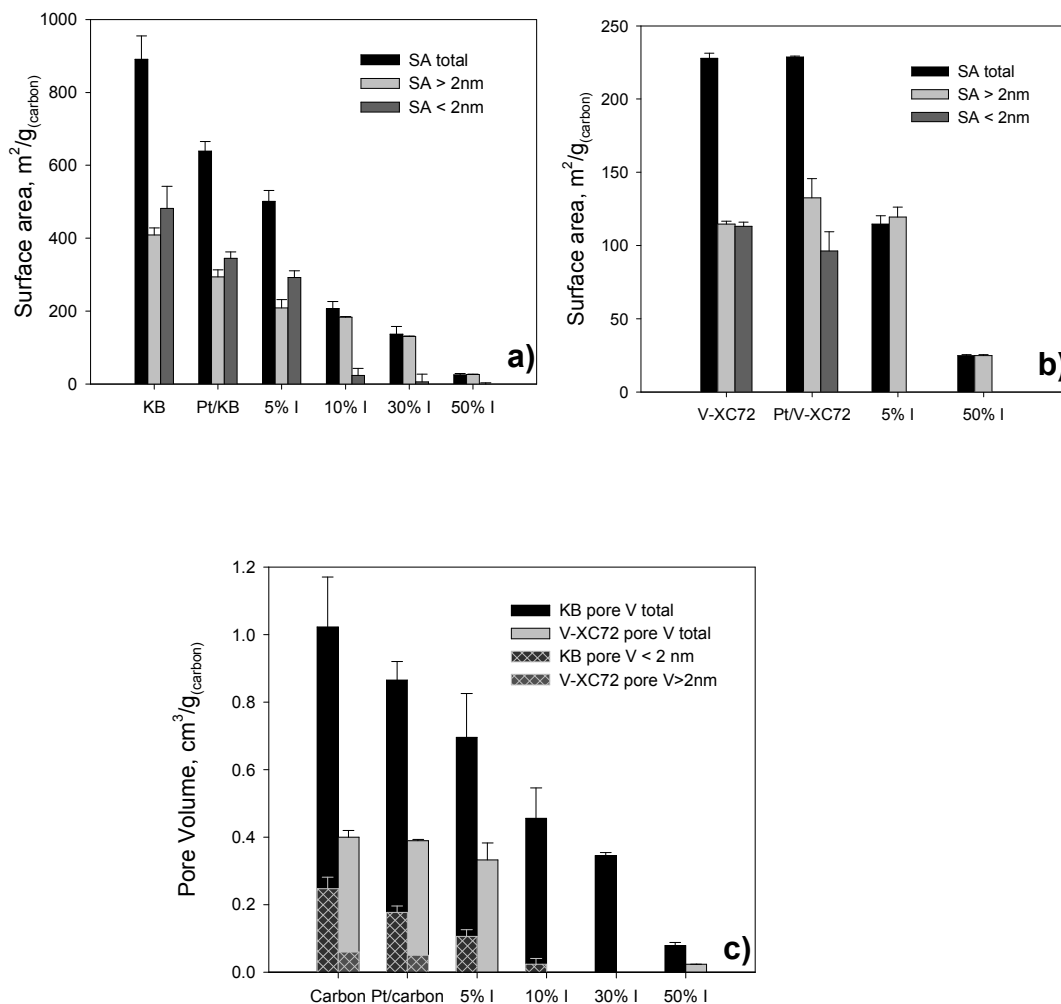 1000
800
600
400
200
0
Surface area, m²/g(carbon)
SA total
SA > 2nm
SA < 2nm
a)
KB Pt/KB 5% I 10% I 30% I 50% I
250
200
150
100
50
0
Surface area, m²/g(carbon)
SA total
SA > 2nm
SA < 2nm
b)
V-XC72 Pt/V-XC72 5% I 50% I
1.2
1.0
0.8
0.6
0.4
0.2
0.0
Pore Volume, cm³/g(carbon)
KB pore V total
V-XC72 pore V total
KB pore V < 2 nm
V-XC72 pore V>2nm
c)
Carbon Pt/carbon 5% I 10% I 30% I 50% I